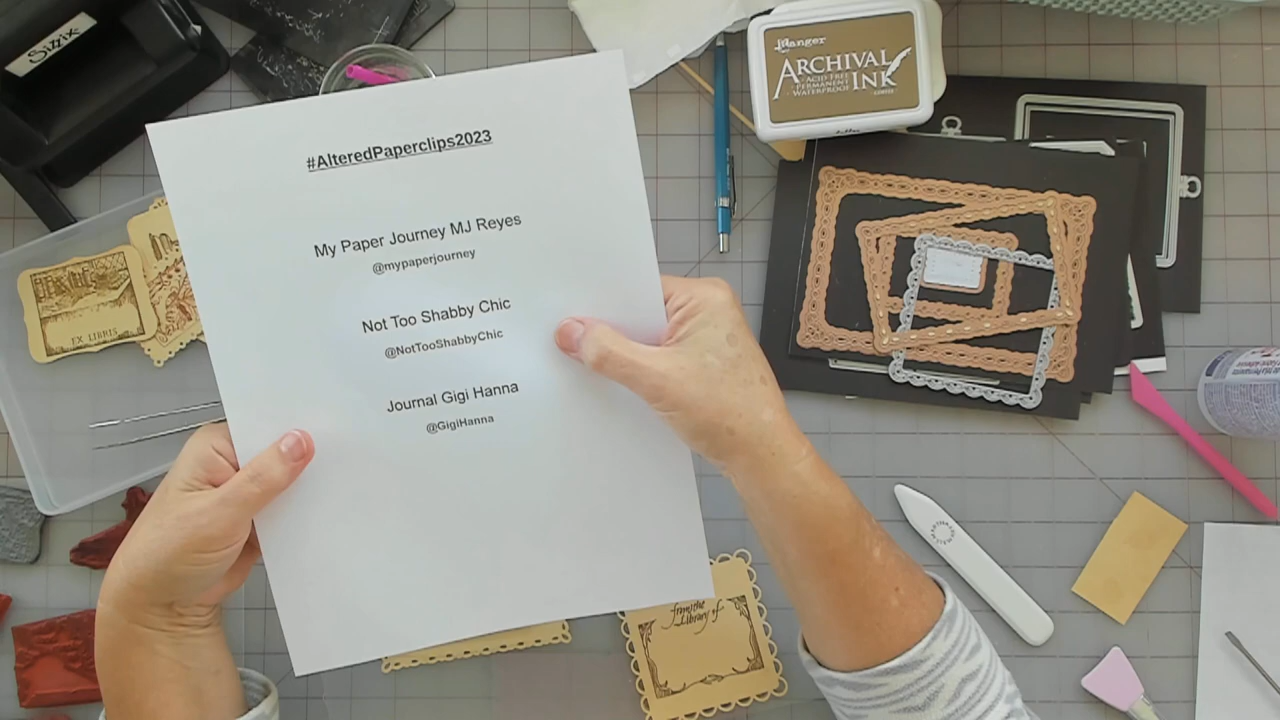 Sizzix
#AlteredPaperclips2023
My Paper Journey MJ Reyes
@mypaperjourney
Not Too Shabby Chic
@NotTooShabbyChic
Journal Gigi Hanna
@GigiHanna
Ranger
ARCHIVAL
INK
ACID FREE
PERMANENT
WATERPROOF
EX LIBRIS
from the
Library of